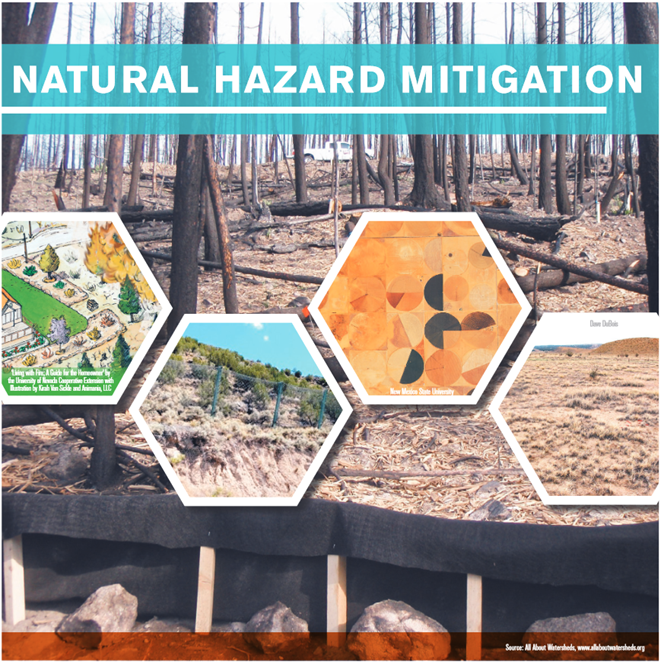 NATURAL HAZARD MITIGATION
"Living with Fire, A Guide for the Homeowner" by
the University of Nevada Cooperative Extension with
Illustration by Kirah Van Sickle and Animania, LLC
New Mexico State University
Dave DuBois
Source: All About Watersheds, www.allaboutwatersheds.org